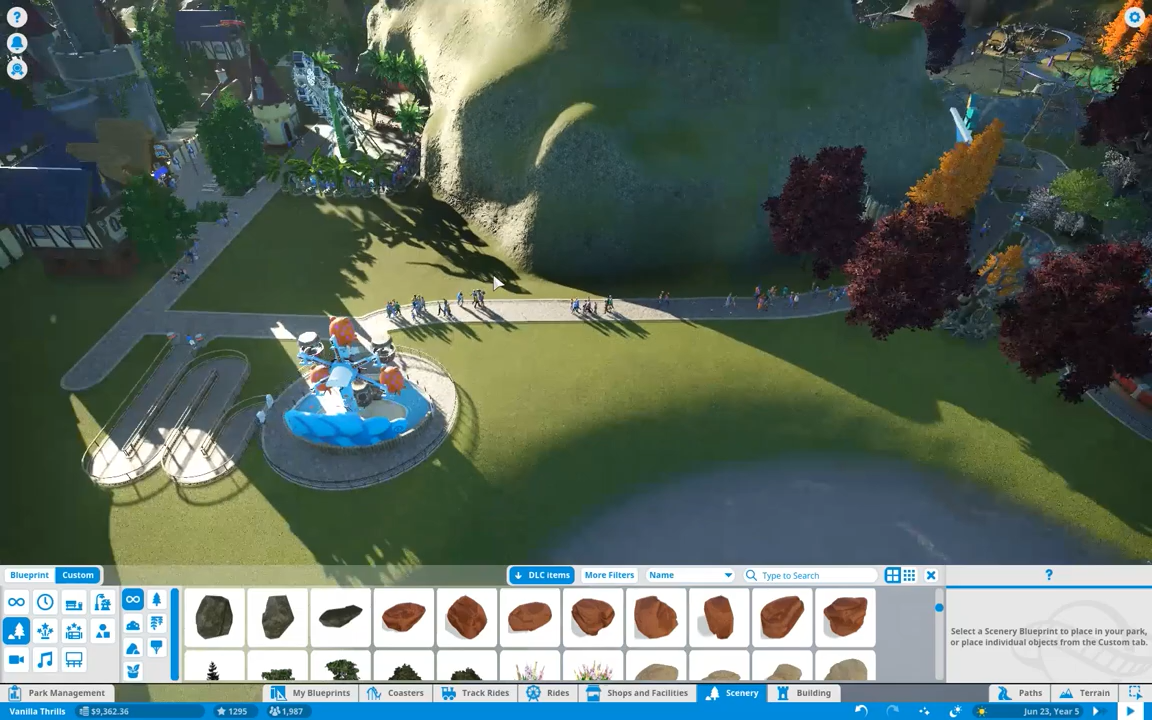 Blueprint Custom
DLC items More Filters Name Type to Search
Select a Scenery Blueprint to place in your park,
or place individual objects from the Custom tab.
Park Management My Blueprints Coasters Track Rides Rides Shops and Facilities Scenery Building Paths Terrain
Vanilla Thrills $9,362.36 1295 1,987 Jun 23, Year 5